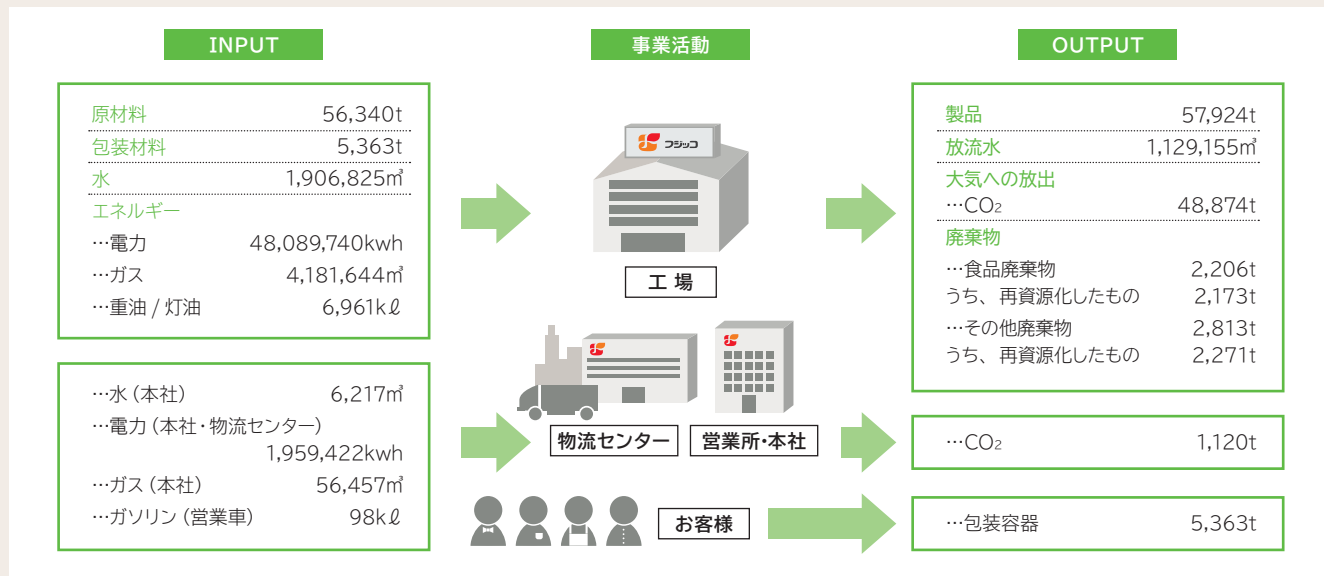 INPUT
原材料 56,340t
包装材料 5,363t
水 1,906,825㎥
エネルギー
…電力 48,089,740kwh
…ガス 4,181,644㎥
…重油 / 灯油 6,961kℓ
…水（本社） 6,217㎥
…電力（本社・物流センター）
1,959,422kwh
…ガス（本社） 56,457㎥
…ガソリン（営業車） 98kℓ
事業活動
フジッコ
工 場
物流センター
営業所・本社
お客様
OUTPUT
製品 57,924t
放流水 1,129,155㎥
大気への放出
…CO₂ 48,874t
廃棄物
…食品廃棄物 2,206t
うち、再資源化したもの 2,173t
…その他廃棄物 2,813t
うち、再資源化したもの 2,271t
…CO₂ 1,120t
…包装容器 5,363t